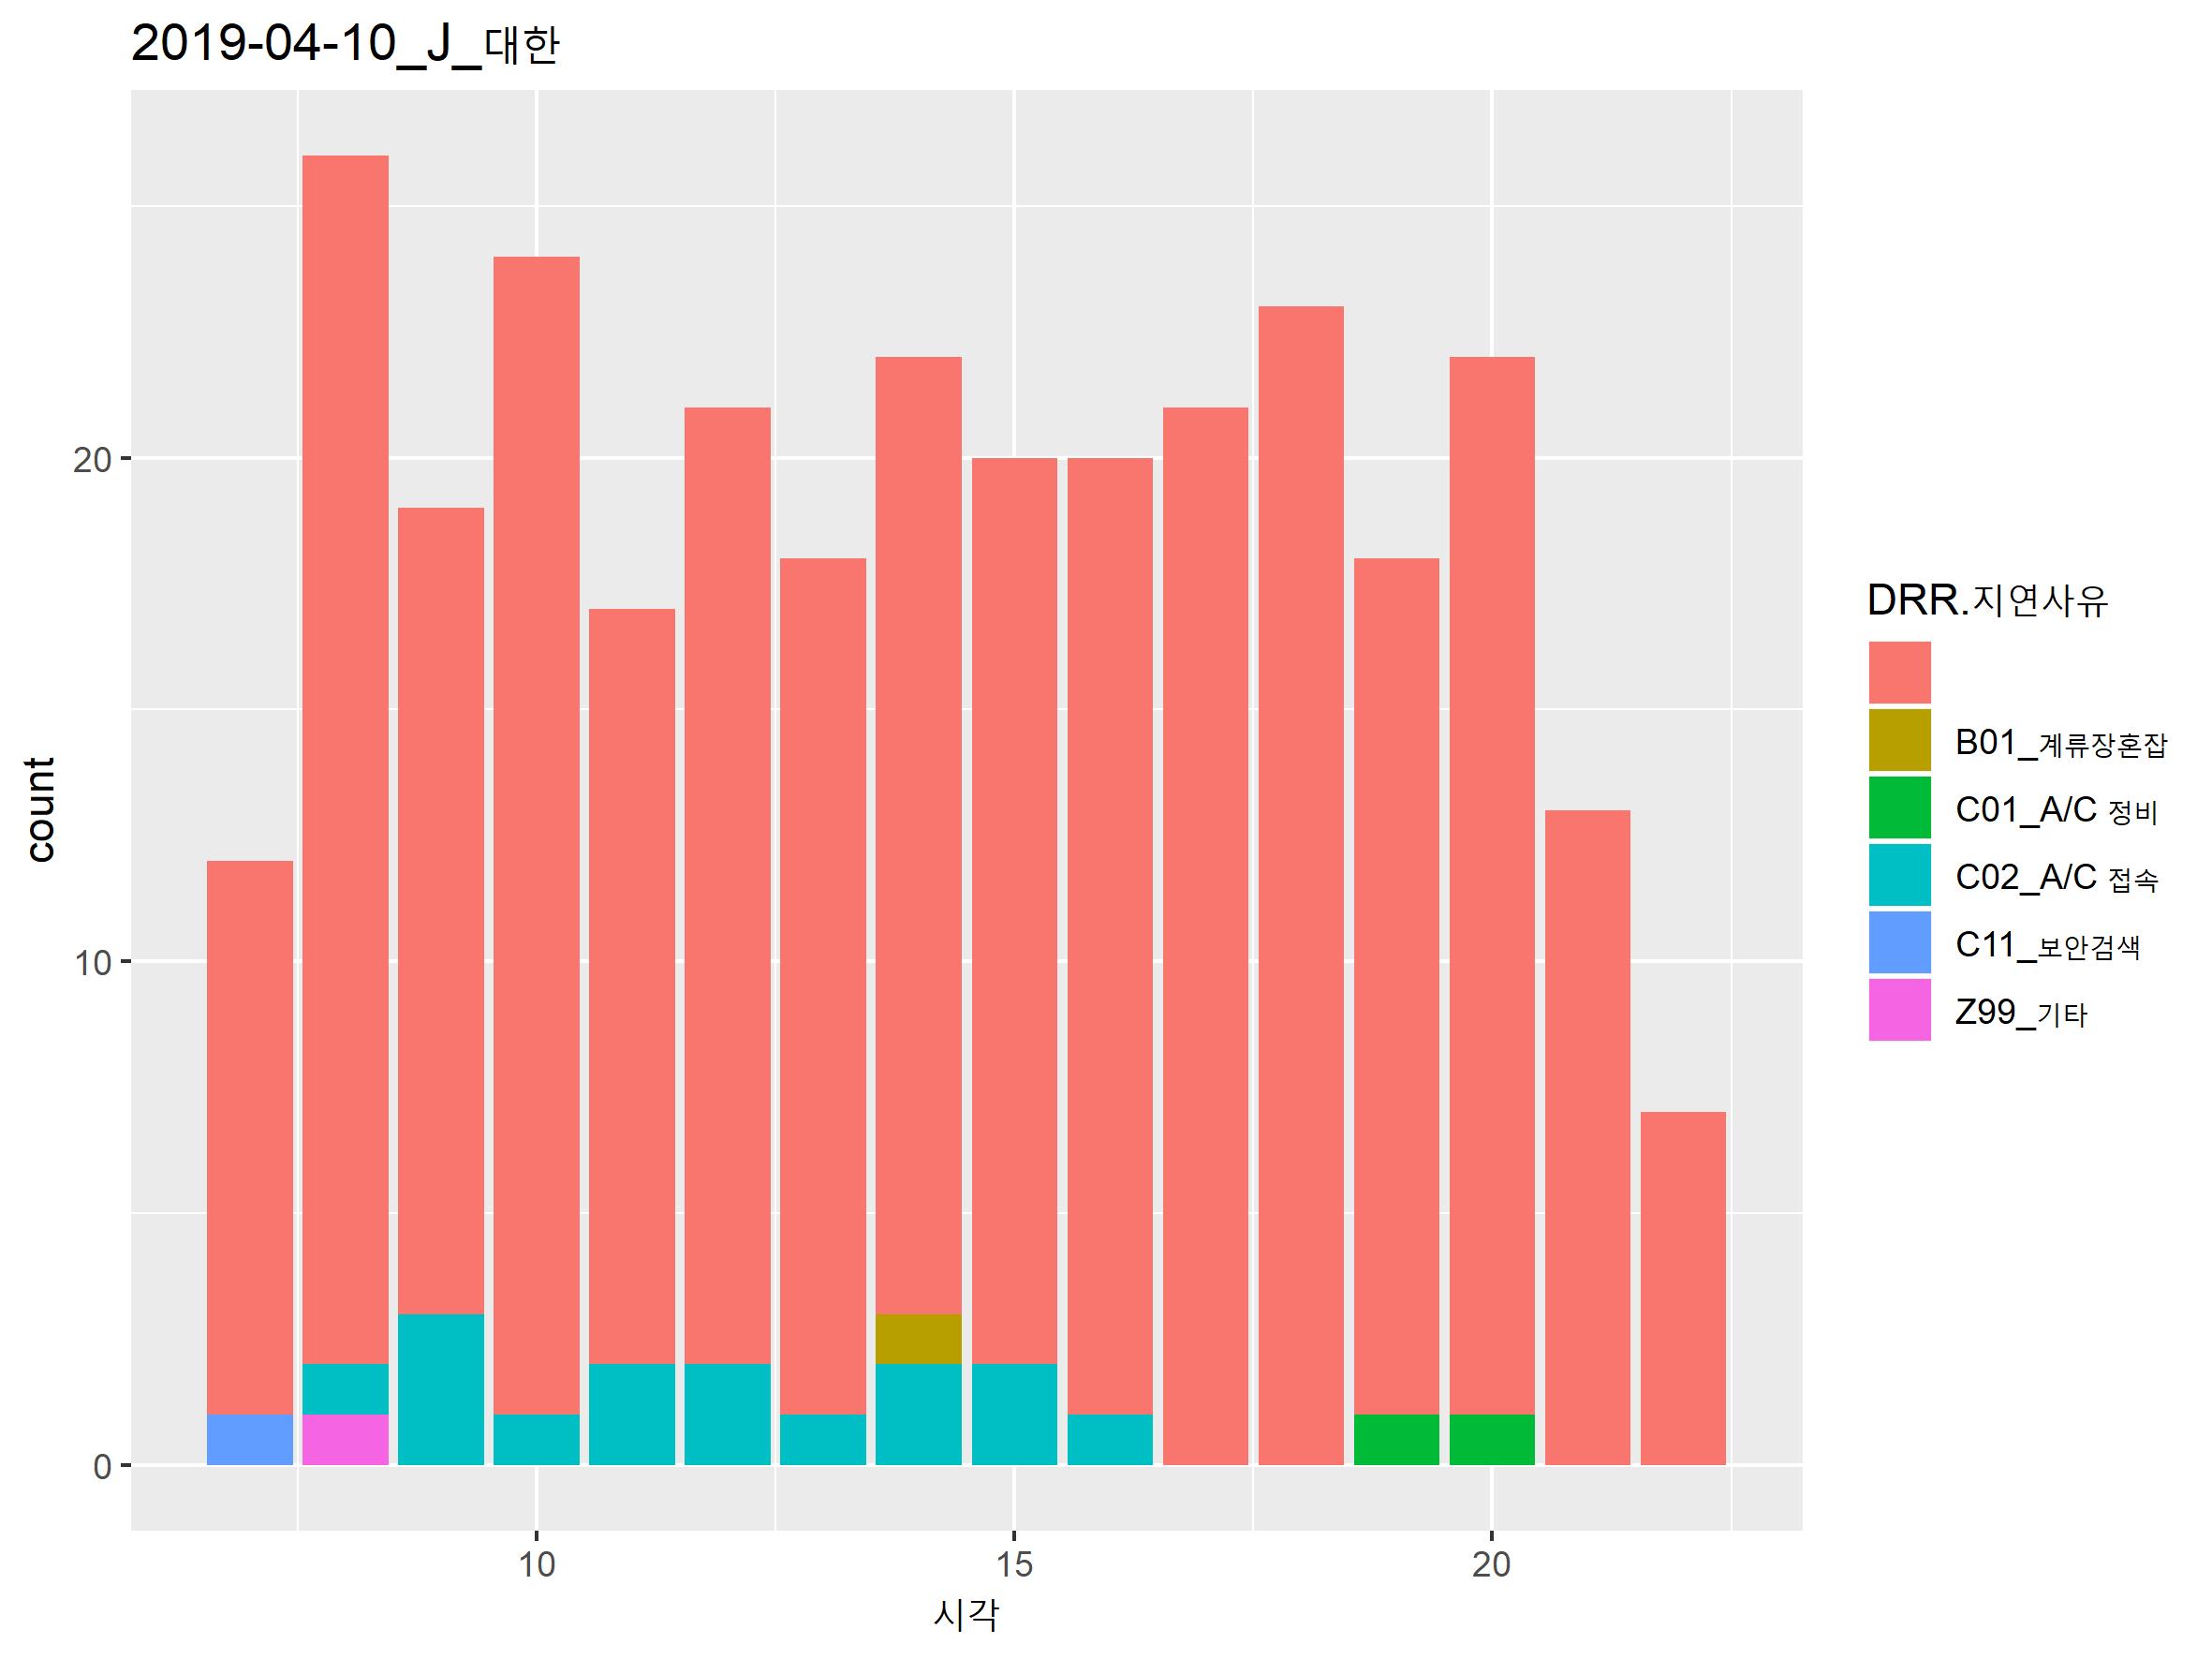 2019-04-10_J_대한
count
20
10
0
10
15
20
시각
DRR.지연사유
B01_계류장혼잡
C01_A/C 정비
C02_A/C 접속
C11_보안검색
Z99_기타